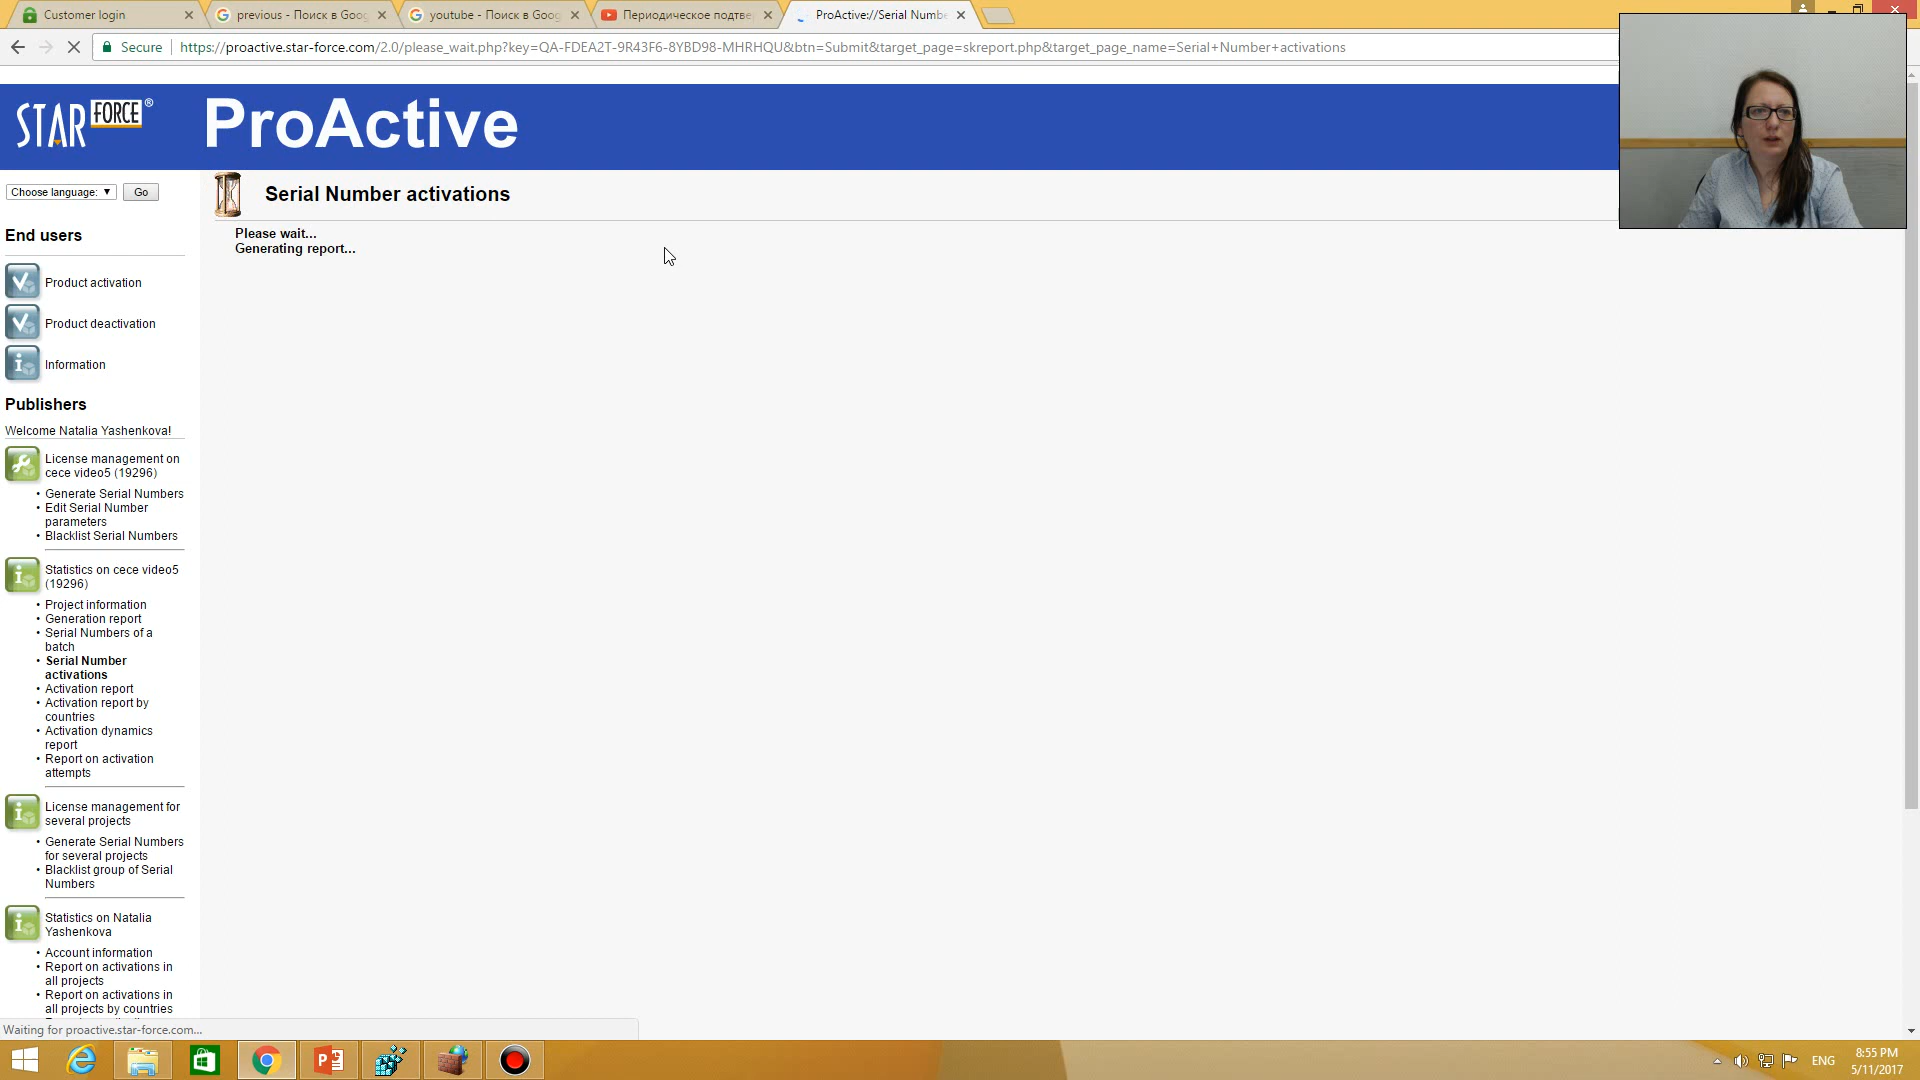 Customer login
previous - Поиск в Goog
youtube - Поиск в Goog
Периодическое подтве
ProActive://Serial Numbe
Secure
https://proactive.star-force.com/2.0/please_wait.php?key=QA-FDEA2T-9R43F6-8YBD98-MHRHQU&btn=Submit&target_page=skreport.php&target_page_name=Serial+Number+activations
STAR FORCE®
ProActive
Choose language:
Go
Serial Number activations
Please wait...
Generating report...
End users
Product activation
Product deactivation
Information
Publishers
Welcome Natalia Yashenkova!
License management on
cece video5 (19296)
• Generate Serial Numbers
• Edit Serial Number
parameters
• Blacklist Serial Numbers
Statistics on cece video5
(19296)
• Project information
• Generation report
• Serial Numbers of a
batch
• Serial Number
activations
• Activation report
• Activation report by
countries
• Activation dynamics
report
• Report on activation
attempts
License management for
several projects
• Generate Serial Numbers
for several projects
• Blacklist group of Serial
Numbers
Statistics on Natalia
Yashenkova
• Account information
• Report on activations in
all projects
• Report on activations in
all projects by countries
Waiting for proactive.star-force.com...
ENG
8:55 PM
5/11/2017